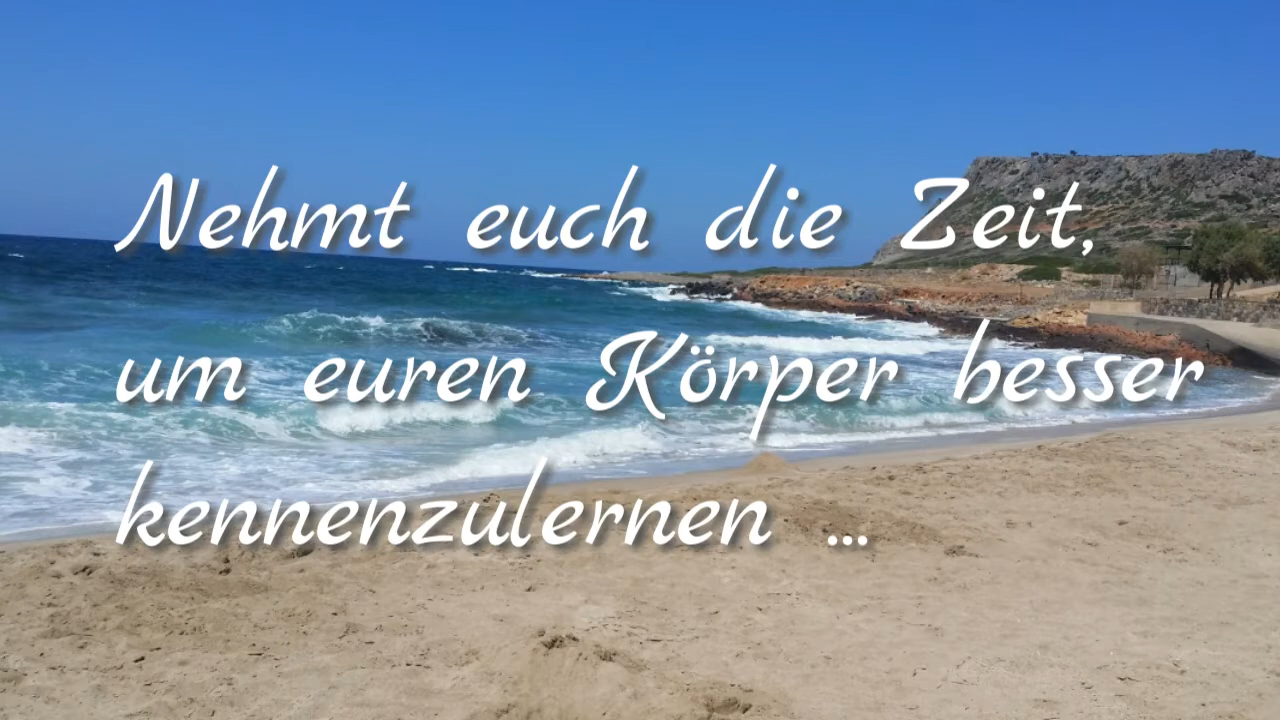 Nehmt euch die Zeit,
um euren Körper besser
kennenzulernen ...